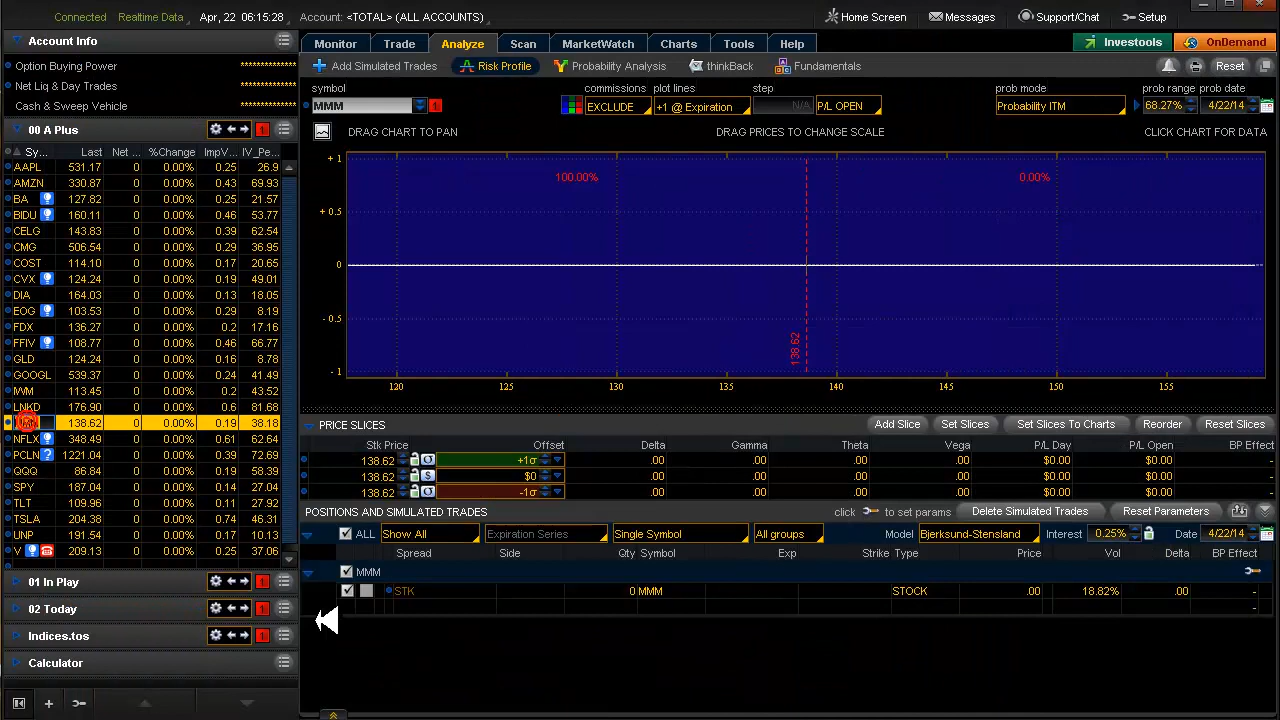 Connected Realtime Data Apr, 22 06:15:28 Account: <TOTAL> (ALL ACCOUNTS) Home Screen Messages Support/Chat Setup
Account Info
Option Buying Power **************
Net Liq & Day Trades **************
Cash & Sweep Vehicle **************
00 A Plus 1
Sy... Last Net ... %Change ImpV... IV_Pe...
AAPL 531.17 0 0.00% 0.25 26.9
AMZN 330.87 0 0.00% 0.43 69.93
BA 127.82 0 0.00% 0.25 21.57
BIDU 160.11 0 0.00% 0.46 53.77
CELG 143.83 0 0.00% 0.39 62.54
CMG 506.54 0 0.00% 0.29 36.95
COST 114.10 0 0.00% 0.17 20.65
CVX 124.24 0 0.00% 0.19 49.01
DIA 164.03 0 0.00% 0.13 18.05
EOG 103.53 0 0.00% 0.29 8.19
FDX 136.27 0 0.00% 0.2 17.16
FFIV 108.77 0 0.00% 0.46 66.77
GLD 124.24 0 0.00% 0.16 8.78
GOOGL 539.37 0 0.00% 0.24 41.49
IWM 113.45 0 0.00% 0.2 43.52
LNKD 176.90 0 0.00% 0.6 81.68
138.62 0 0.00% 0.19 38.18
NFLX 348.49 0 0.00% 0.61 62.64
PCLN ? 1221.04 0 0.00% 0.39 72.69
QQQ 86.84 0 0.00% 0.19 58.39
SPY 187.04 0 0.00% 0.14 27.04
TLT 109.96 0 0.00% 0.11 27.92
TSLA 204.38 0 0.00% 0.74 46.31
UNP 191.54 0 0.00% 0.17 10.13
V 209.13 0 0.00% 0.25 37.06
01 In Play 1
02 Today 1
Indices.tos 1
Calculator
Monitor Trade Analyze Scan MarketWatch Charts Tools Help Investools OnDemand
Add Simulated Trades Risk Profile Probability Analysis thinkBack Fundamentals Reset
symbol commissions plot lines step prob mode prob range prob date
MMM 1 EXCLUDE +1 @ Expiration N/A P/L OPEN Probability ITM 68.27% 4/22/14
DRAG CHART TO PAN DRAG PRICES TO CHANGE SCALE CLICK CHART FOR DATA
+ 1
100.00% 0.00%
+ 0.5
0
- 0.5
138.62
- 1
120 125 130 135 140 145 150 155
PRICE SLICES Add Slice Set Slices Set Slices To Charts Reorder Reset Slices
Stk Price Offset Delta Gamma Theta Vega P/L Day P/L Open BP Effect
138.62 +1σ .00 .00 .00 .00 $0.00 $0.00 -
138.62 $ $0 .00 .00 .00 .00 $0.00 $0.00 -
138.62 -1σ .00 .00 .00 .00 $0.00 $0.00 -
POSITIONS AND SIMULATED TRADES click to set params Delete Simulated Trades Reset Parameters
ALL Show All Expiration Series Single Symbol All groups Model Bjerksund-Stensland Interest 0.25% Date 4/22/14
Spread Side Qty Symbol Exp Strike Type Price Vol Delta BP Effect
MMM
STK 0 MMM STOCK .00 18.82% .00 -
-